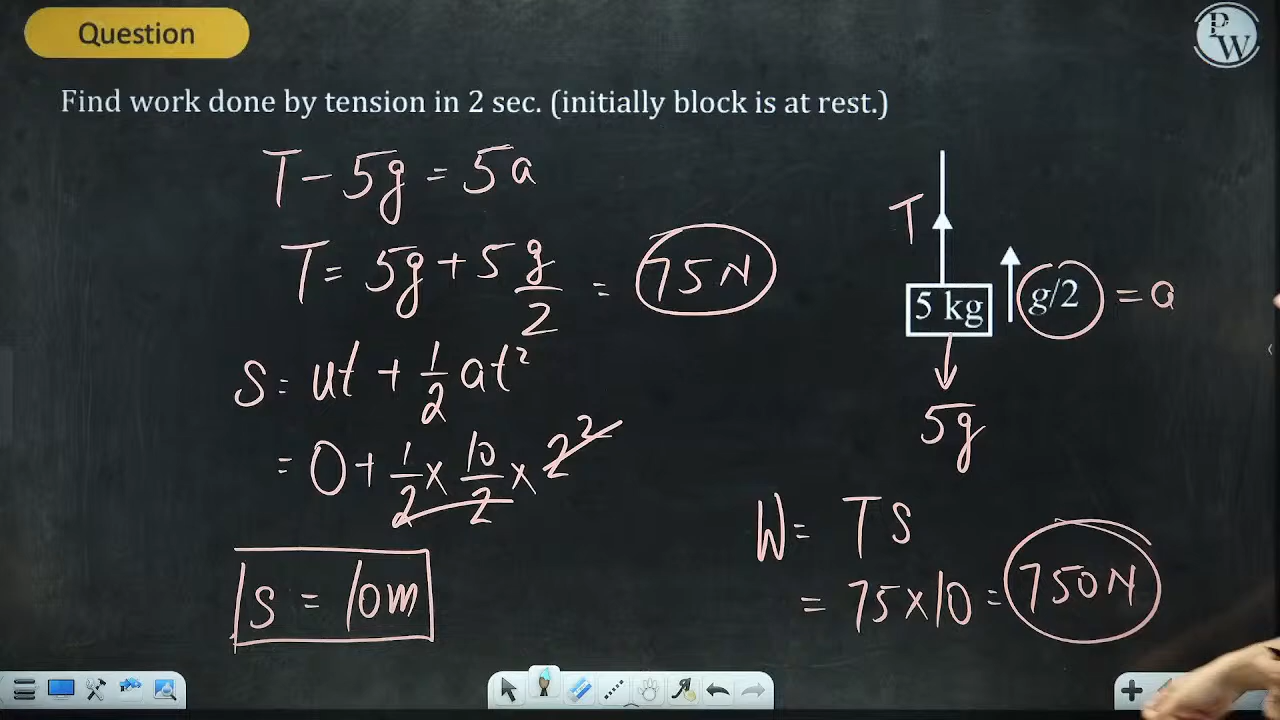 Question
PW
Find work done by tension in 2 sec. (initially block is at rest.)
T - 5g = 5a
T = 5g + 5 g/2 = 75N
S = ut + 1/2 at²
= 0 + 1/2 × 10/2 × 2²
S = 10m
T
5 kg
g/2 = a
5g
W = T S
= 75 × 10 = 750N